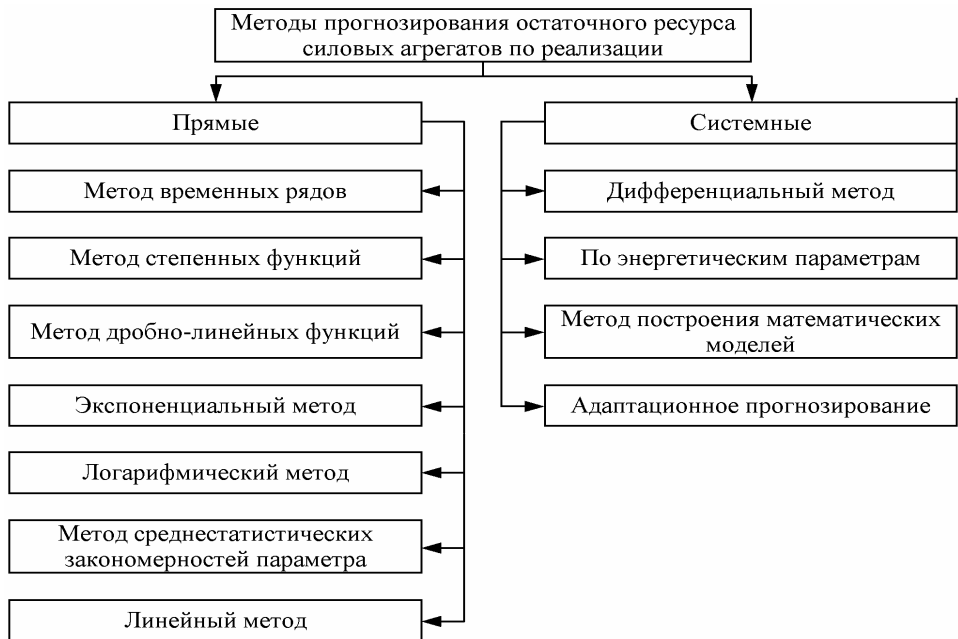 Методы прогнозирования остаточного ресурса
силовых агрегатов по реализации
Прямые
Метод временных рядов
Метод степенных функций
Метод дробно-линейных функций
Экспоненциальный метод
Логарифмический метод
Метод среднестатистических
закономерностей параметра
Линейный метод
Системные
Дифференциальный метод
По энергетическим параметрам
Метод построения математических
моделей
Адаптационное прогнозирование